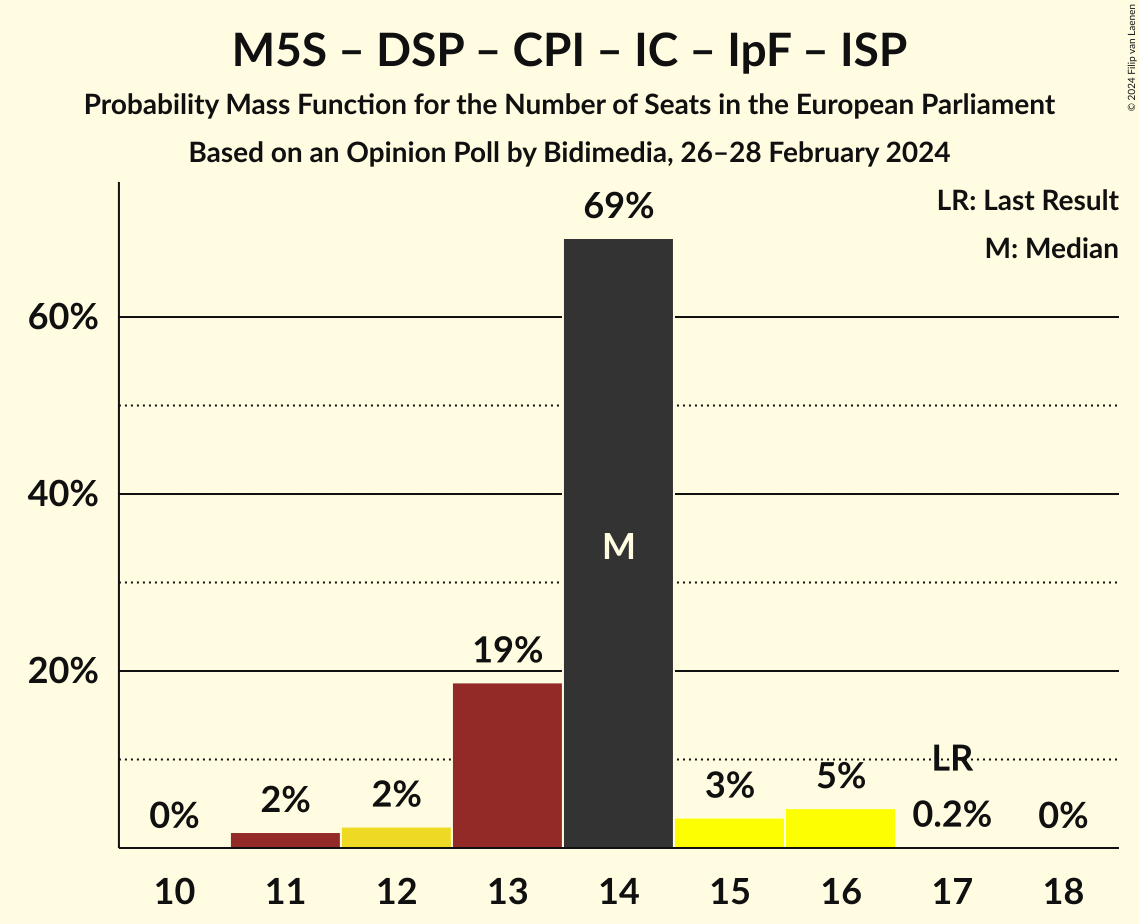 M5S – DSP – CPI – IC – IpF – ISP
Probability Mass Function for the Number of Seats in the European Parliament
Based on an Opinion Poll by Bidimedia, 26–28 February 2024
© 2024 Filip van Laenen
LR: Last Result
M: Median
60%
40%
20%
0%
2%
2%
19%
69%
M
3%
5%
LR
0.2%
0%
10
11
12
13
14
15
16
17
18